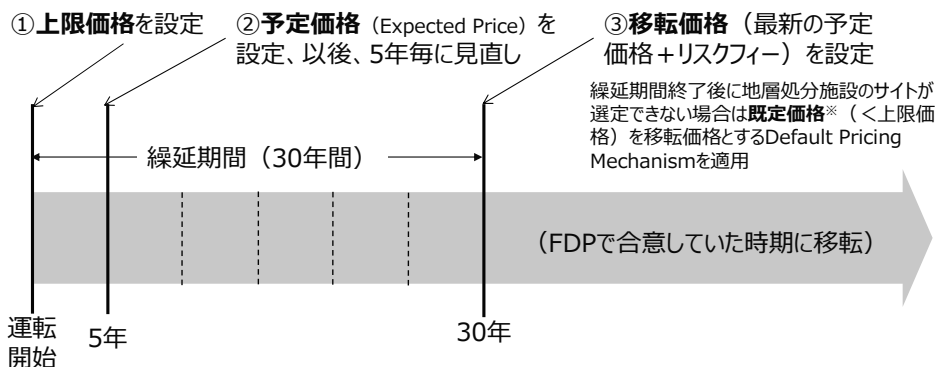 ①上限価格を設定
②予定価格（Expected Price）を
設定、以後、5年毎に見直し
③移転価格（最新の予定
価格＋リスクフィー）を設定
繰延期間終了後に地層処分施設のサイトが
選定できない場合は既定価格※（＜上限価
格）を移転価格とするDefault Pricing
Mechanismを適用
繰延期間（30年間）
（FDPで合意していた時期に移転）
運転
開始
5年
30年